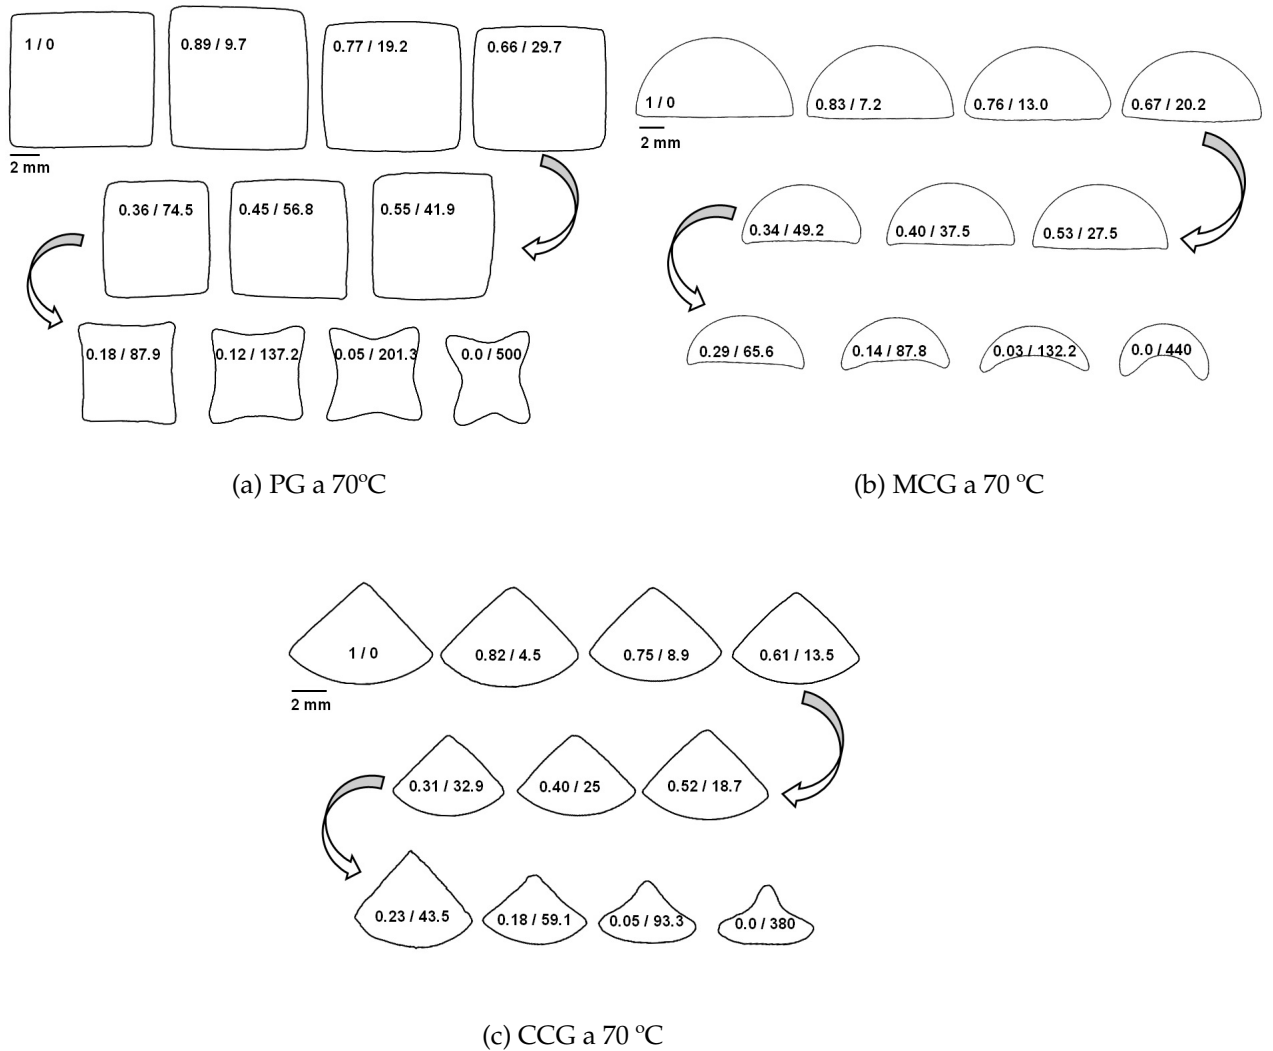 1 / 0
0.89 / 9.7
0.77 / 19.2
0.66 / 29.7
2 mm
0.36 / 74.5
0.45 / 56.8
0.55 / 41.9
0.18 / 87.9
0.12 / 137.2
0.05 / 201.3
0.0 / 500
(a) PG a 70ºC
1 / 0
0.83 / 7.2
0.76 / 13.0
0.67 / 20.2
2 mm
0.34 / 49.2
0.40 / 37.5
0.53 / 27.5
0.29 / 65.6
0.14 / 87.8
0.03 / 132.2
0.0 / 440
(b) MCG a 70 ºC
1 / 0
0.82 / 4.5
0.75 / 8.9
0.61 / 13.5
2 mm
0.31 / 32.9
0.40 / 25
0.52 / 18.7
0.23 / 43.5
0.18 / 59.1
0.05 / 93.3
0.0 / 380
(c) CCG a 70 ºC